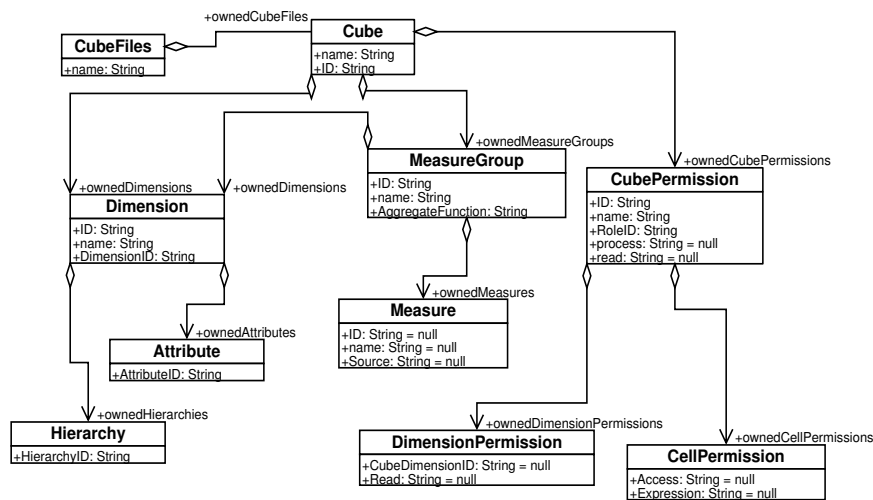 +ownedCubeFiles
CubeFiles
+name: String
Cube
+name: String
+ID: String
+ownedMeasureGroups
MeasureGroup
+ID: String
+name: String
+AggregateFunction: String
+ownedCubePermissions
CubePermission
+ID: String
+name: String
+RoleID: String
+process: String = null
+read: String = null
+ownedDimensions
+ownedDimensions
Dimension
+ID: String
+name: String
+DimensionID: String
+ownedMeasures
Measure
+ID: String = null
+name: String = null
+Source: String = null
+ownedAttributes
Attribute
+AttributeID: String
+ownedHierarchies
Hierarchy
+HierarchyID: String
+ownedDimensionPermissions
DimensionPermission
+CubeDimensionID: String = null
+Read: String = null
+ownedCellPermissions
CellPermission
+Access: String = null
+Expression: String = null